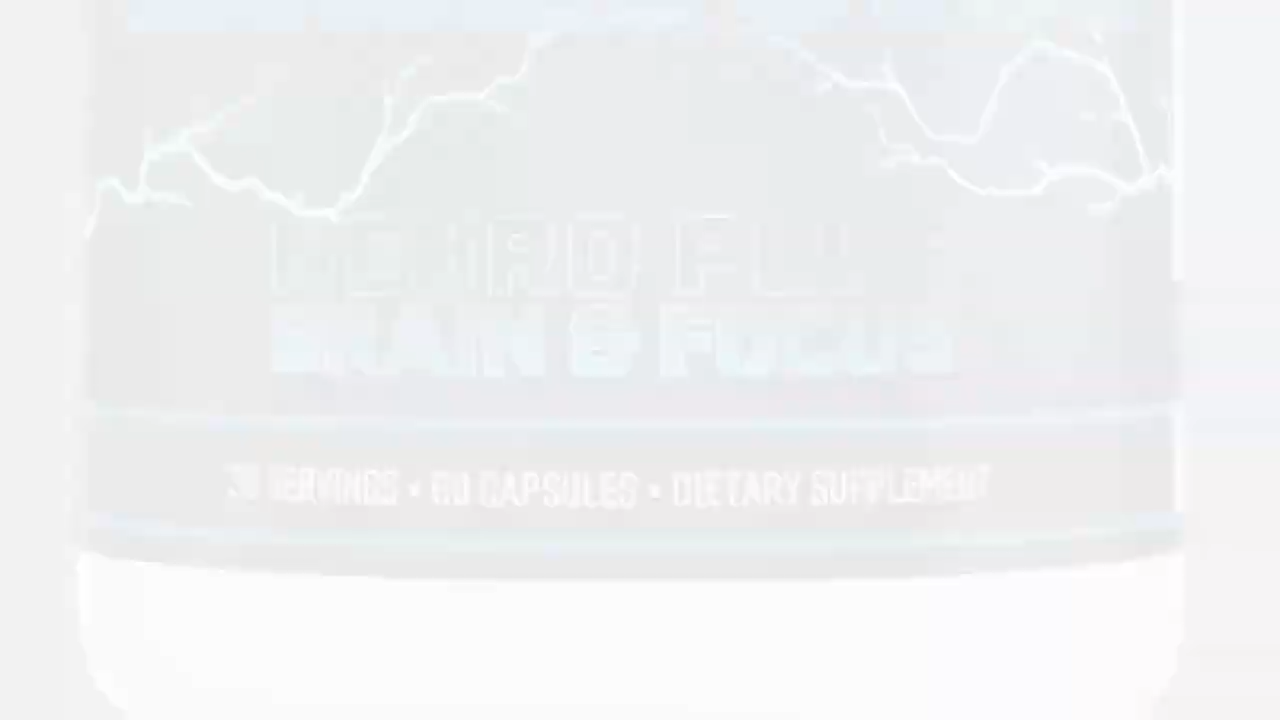 BRAIN & FOCUS
30 SERVINGS • 60 CAPSULES • DIETARY SUPPLEMENT